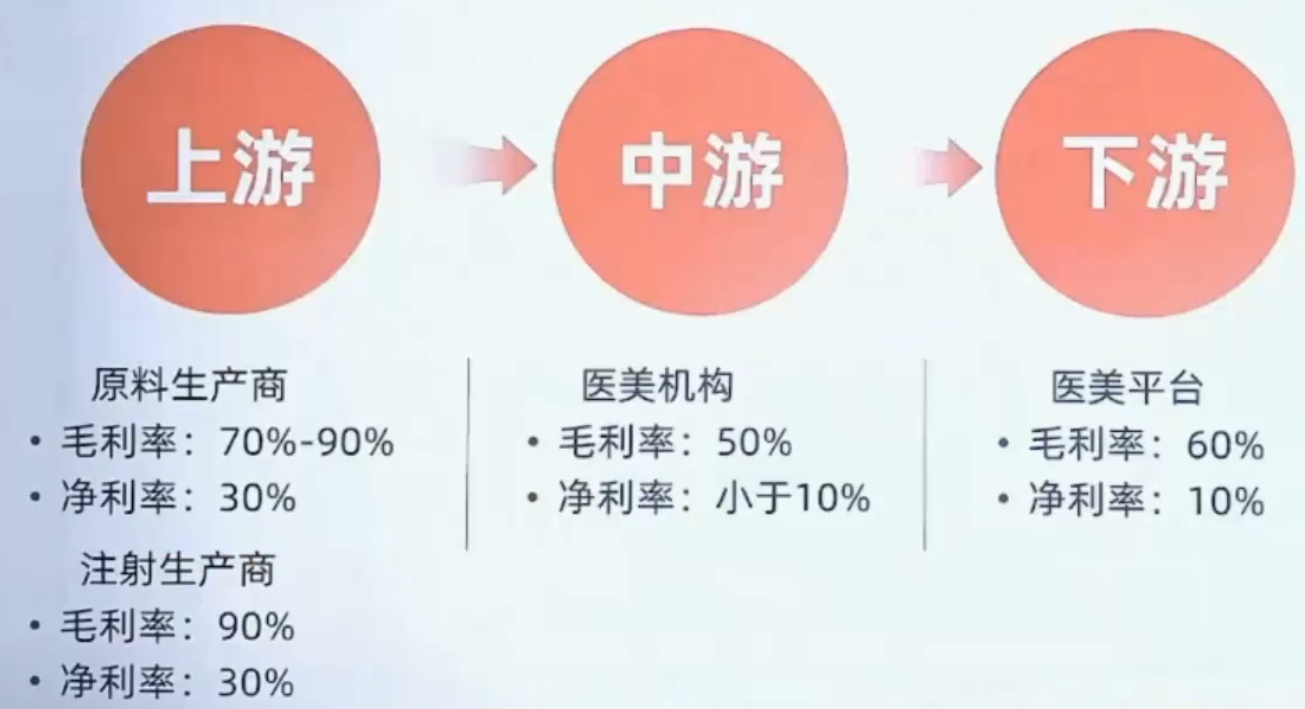 上游
中游
下游
原料生产商
• 毛利率：70%-90%
• 净利率：30%
注射生产商
• 毛利率：90%
• 净利率：30%
医美机构
• 毛利率：50%
• 净利率：小于10%
医美平台
• 毛利率：60%
• 净利率：10%